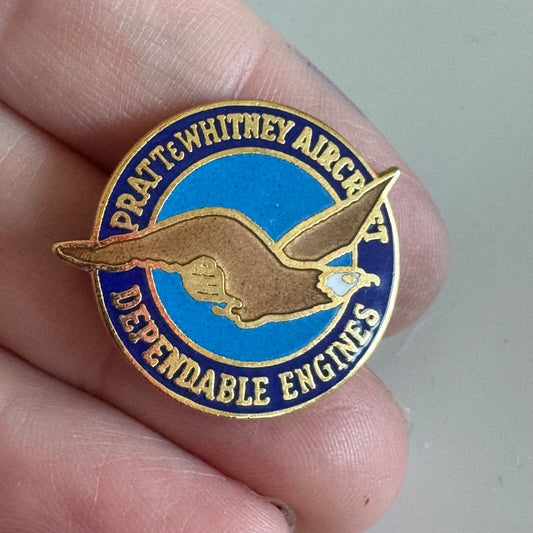 PRATT & WHITNEY AIRCRAFT
DEPENDABLE ENGINES